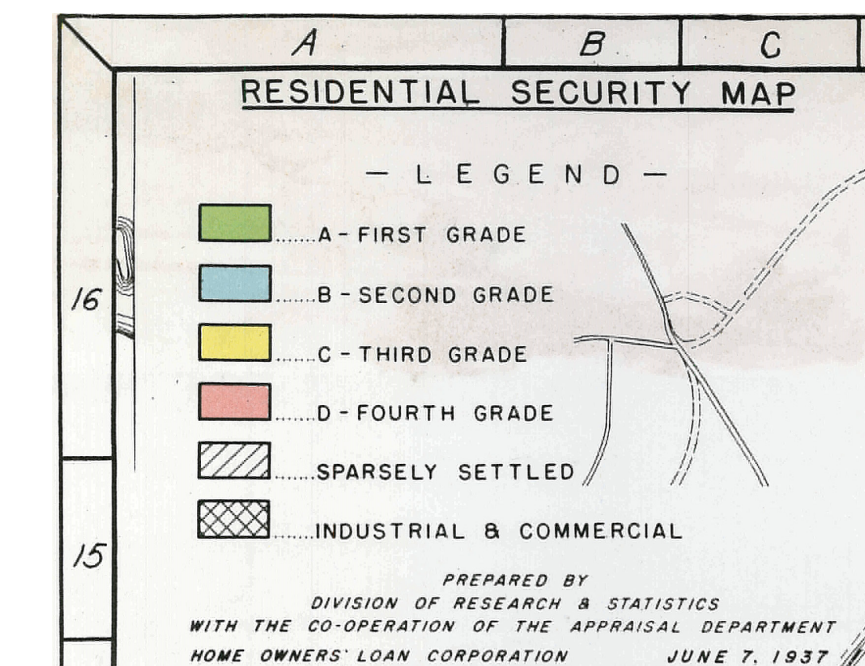 A B C
RESIDENTIAL SECURITY MAP
— LEGEND —
......A - FIRST GRADE
......B - SECOND GRADE
16
......C - THIRD GRADE
......D - FOURTH GRADE
......SPARSELY SETTLED
......INDUSTRIAL & COMMERCIAL
15
PREPARED BY
DIVISION OF RESEARCH & STATISTICS
WITH THE CO-OPERATION OF THE APPRAISAL DEPARTMENT
HOME OWNERS' LOAN CORPORATION JUNE 7, 1937